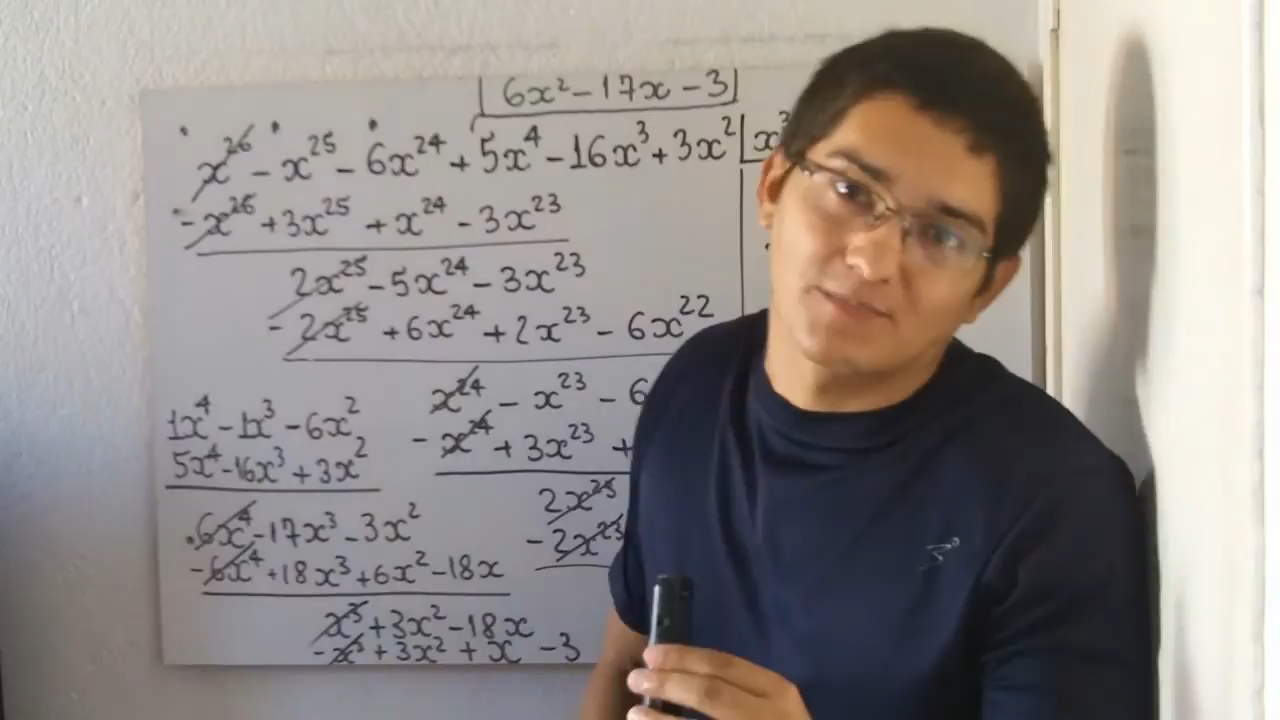 6x² - 17x - 3
x²⁶ - x²⁵ - 6x²⁴ + 5x⁴ - 16x³ + 3x² | x³
- x²⁶ + 3x²⁵ + x²⁴ - 3x²³
2x²⁵ - 5x²⁴ - 3x²³
- 2x²⁵ + 6x²⁴ + 2x²³ - 6x²²
x²⁴ - x²³ - 6
- x²⁴ + 3x²³ +
2x²³
- 2x²³
1x⁴ - 1x³ - 6x²
5x⁴ - 16x³ + 3x²
6x⁴ - 17x³ - 3x²
- 6x⁴ + 18x³ + 6x² - 18x
x³ + 3x² - 18x
- x³ + 3x² + x - 3